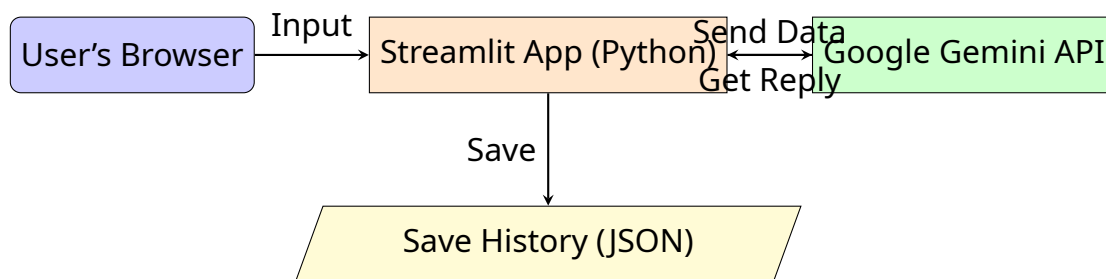 User’s Browser
Input
Streamlit App (Python)
Send Data
Get Reply
Google Gemini API
Save
Save History (JSON)